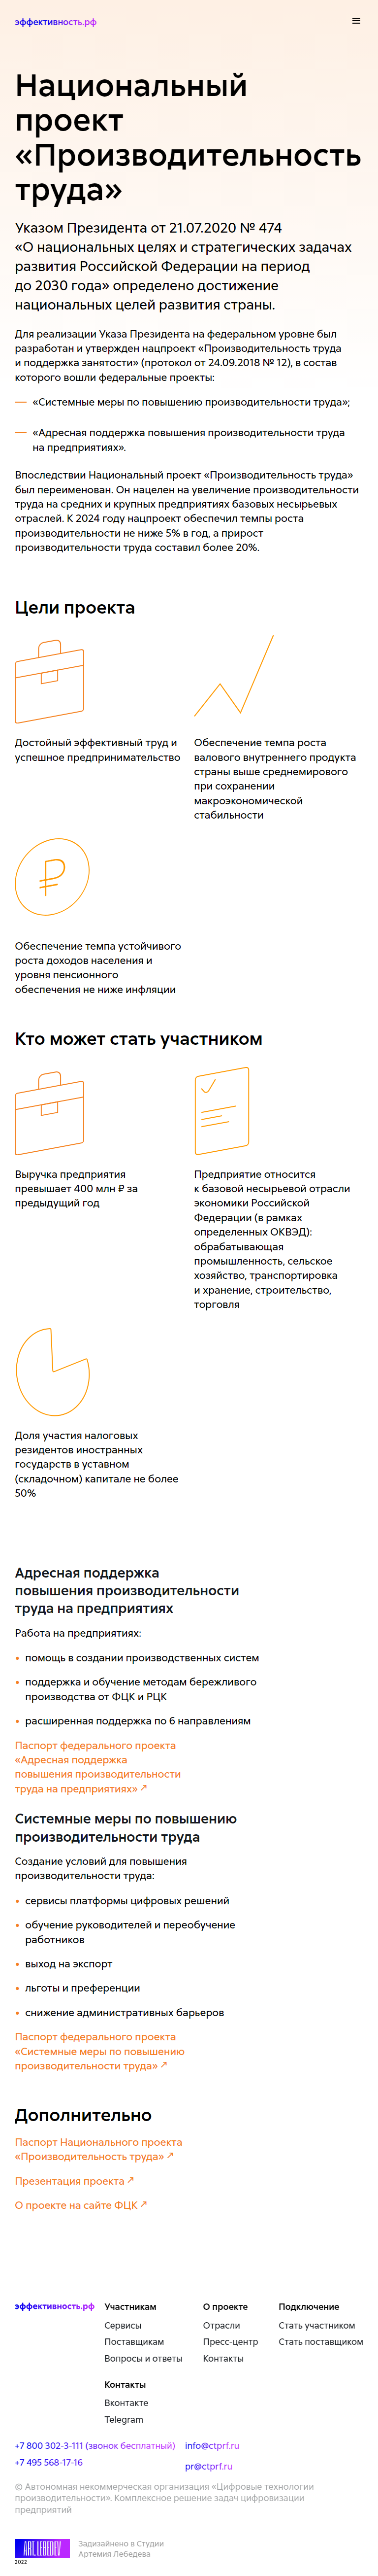 эффективность.рф
Национальный
проект
«Производительность
труда»
Указом Президента от 21.07.2020 № 474
«О национальных целях и стратегических задачах
развития Российской Федерации на период
до 2030 года» определено достижение
национальных целей развития страны.
Для реализации Указа Президента на федеральном уровне был
разработан и утвержден нацпроект «Производительность труда
и поддержка занятости» (протокол от 24.09.2018 № 12), в состав
которого вошли федеральные проекты:
— «Системные меры по повышению производительности труда»;
— «Адресная поддержка повышения производительности труда
на предприятиях».
Впоследствии Национальный проект «Производительность труда»
был переименован. Он нацелен на увеличение производительности
труда на средних и крупных предприятиях базовых несырьевых
отраслей. К 2024 году нацпроект обеспечил темпы роста
производительности не ниже 5% в год, а прирост
производительности труда составил более 20%.
Цели проекта
Достойный эффективный труд и
успешное предпринимательство
Обеспечение темпа роста
валового внутреннего продукта
страны выше среднемирового
при сохранении
макроэкономической
стабильности
Обеспечение темпа устойчивого
роста доходов населения и
уровня пенсионного
обеспечения не ниже инфляции
Кто может стать участником
Выручка предприятия
превышает 400 млн ₽ за
предыдущий год
Предприятие относится
к базовой несырьевой отрасли
экономики Российской
Федерации (в рамках
определенных ОКВЭД):
обрабатывающая
промышленность, сельское
хозяйство, транспортировка
и хранение, строительство,
торговля
Доля участия налоговых
резидентов иностранных
государств в уставном
(складочном) капитале не более
50%
Адресная поддержка
повышения производительности
труда на предприятиях
Работа на предприятиях:
• помощь в создании производственных систем
• поддержка и обучение методам бережливого
производства от ФЦК и РЦК
• расширенная поддержка по 6 направлениям
Паспорт федерального проекта
«Адресная поддержка
повышения производительности
труда на предприятиях» ↗
Системные меры по повышению
производительности труда
Создание условий для повышения
производительности труда:
• сервисы платформы цифровых решений
• обучение руководителей и переобучение
работников
• выход на экспорт
• льготы и преференции
• снижение административных барьеров
Паспорт федерального проекта
«Системные меры по повышению
производительности труда» ↗
Дополнительно
Паспорт Национального проекта
«Производительность труда» ↗
Презентация проекта ↗
О проекте на сайте ФЦК ↗
эффективность.рф
Участникам
Сервисы
Поставщикам
Вопросы и ответы
О проекте
Отрасли
Пресс-центр
Контакты
Подключение
Стать участником
Стать поставщиком
Контакты
Вконтакте
Telegram
+7 800 302-3-111 (звонок бесплатный)
+7 495 568-17-16
info@ctprf.ru
pr@ctprf.ru
© Автономная некоммерческая организация «Цифровые технологии
производительности». Комплексное решение задач цифровизации
предприятий
ART. LEBEDEV
2022
Задизайнено в Студии
Артемия Лебедева